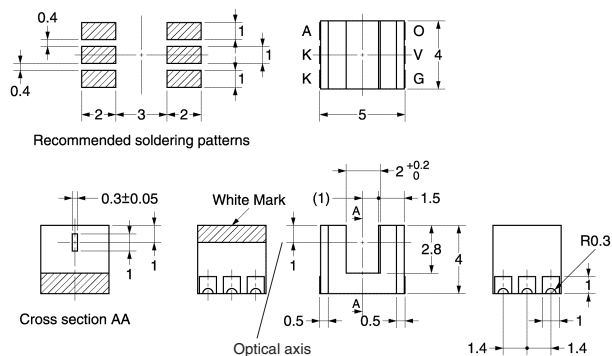 0.4
1
1
1
0.4
2
3
2
Recommended soldering patterns
A
K
K
O
V
G
4
5
0.3±0.05
1
1
Cross section AA
White Mark
1
Optical axis
2 +0.2 0
(1)
1.5
A
2.8
4
A
0.5
0.5
R0.3
1
1
1.4
1.4